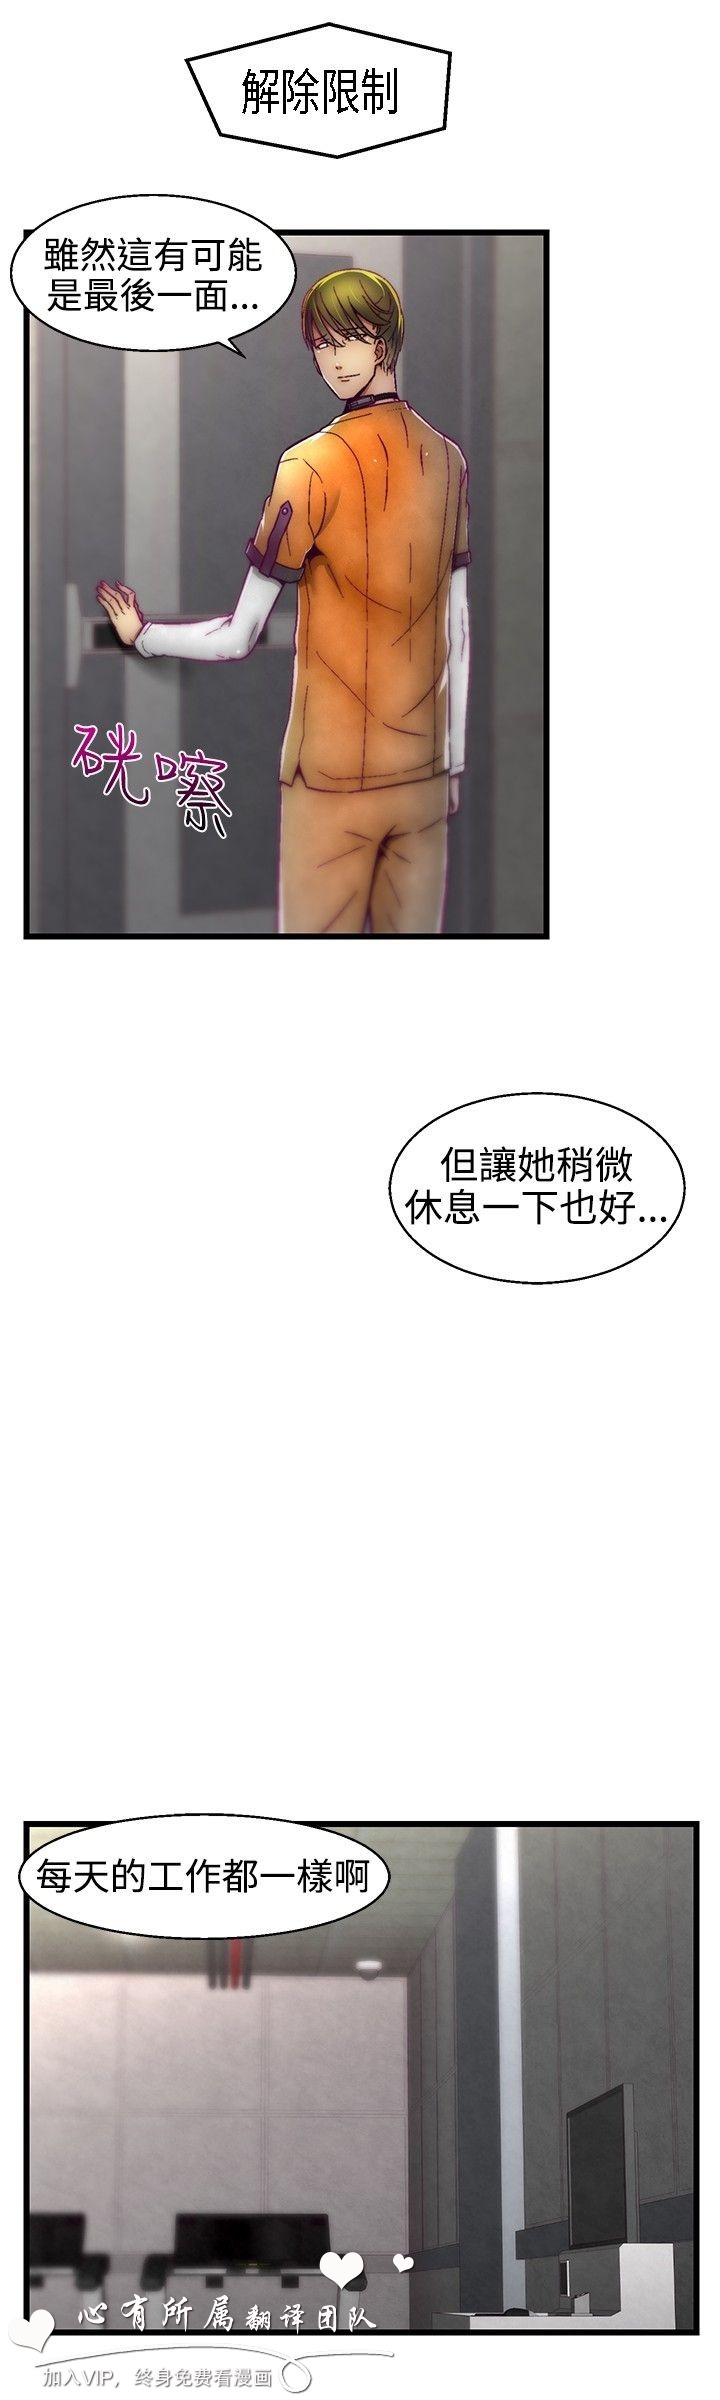 解除限制
雖然這有可能
是最後一面...
硄嚓
但讓她稍微
休息一下也好...
每天的工作都一樣啊
心有所属翻译团队
加入VIP，终身免费看漫画